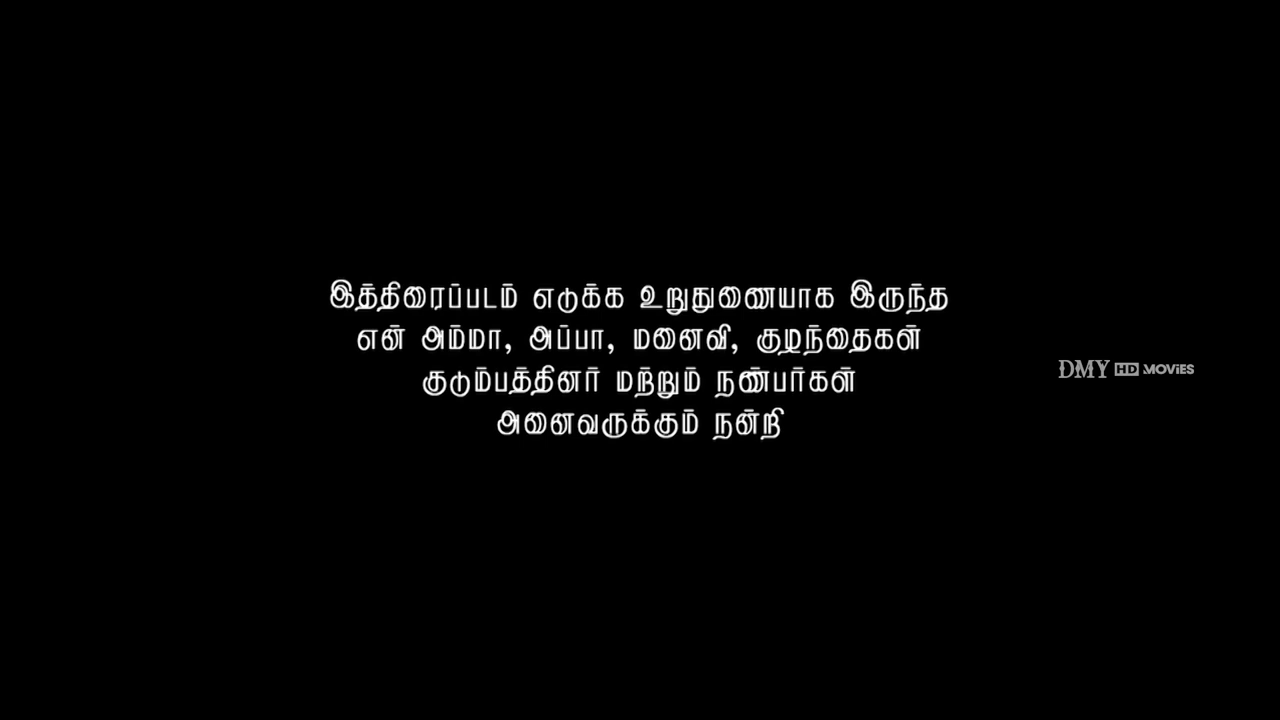 இத்திரைப்படம் எடுக்க உறுதுணையாக இருந்த
என் அம்மா, அப்பா, மனைவி, குழந்தைகள்
குடும்பத்தினர் மற்றும் நண்பர்கள்
அனைவருக்கும் நன்றி
DMY HD MOVIES